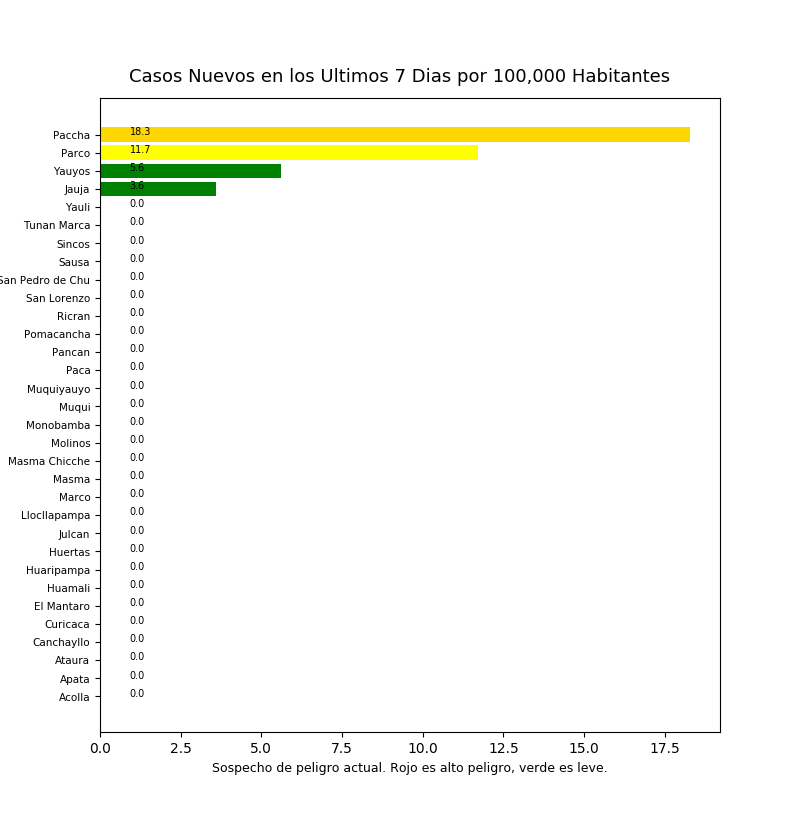 Casos Nuevos en los Ultimos 7 Dias por 100,000 Habitantes
Paccha 18.3
Parco 11.7
Yauyos 5.6
Jauja 3.6
Yauli 0.0
Tunan Marca 0.0
Sincos 0.0
Sausa 0.0
San Pedro de Chu 0.0
San Lorenzo 0.0
Ricran 0.0
Pomacancha 0.0
Pancan 0.0
Paca 0.0
Muquiyauyo 0.0
Muqui 0.0
Monobamba 0.0
Molinos 0.0
Masma Chicche 0.0
Masma 0.0
Marco 0.0
Llocllapampa 0.0
Julcan 0.0
Huertas 0.0
Huaripampa 0.0
Huamali 0.0
El Mantaro 0.0
Curicaca 0.0
Canchayllo 0.0
Ataura 0.0
Apata 0.0
Acolla 0.0
0.0 2.5 5.0 7.5 10.0 12.5 15.0 17.5
Sospecho de peligro actual. Rojo es alto peligro, verde es leve.